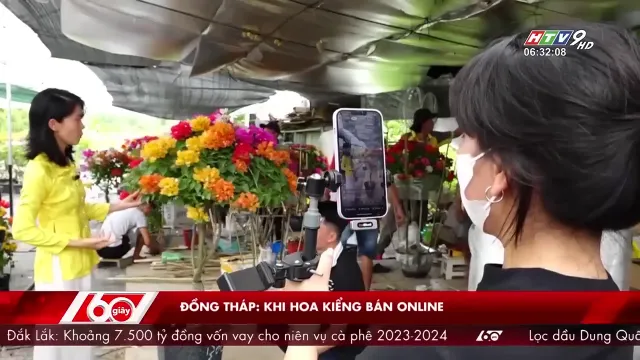 HTV9 HD
06:32:08
60 giây
ĐỒNG THÁP: KHI HOA KIỂNG BÁN ONLINE
Đắk Lắk: Khoảng 7.500 tỷ đồng vốn vay cho niên vụ cà phê 2023-2024 60 Lọc dầu Dung Quấ